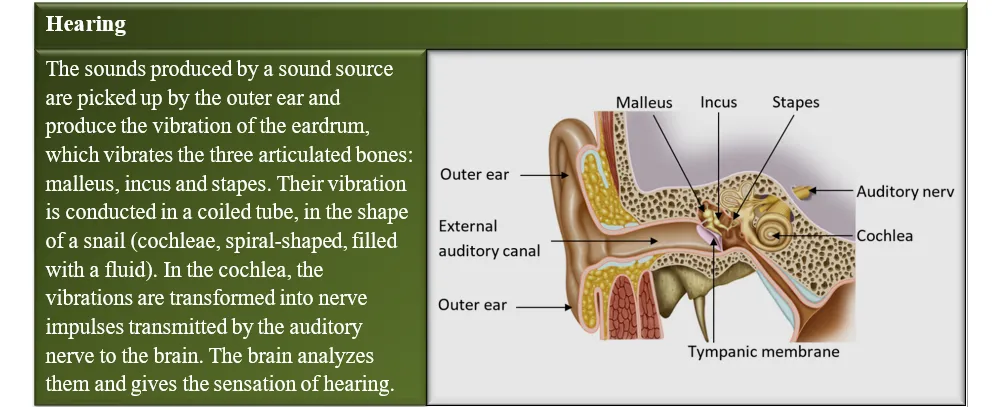 Hearing
The sounds produced by a sound source
are picked up by the outer ear and
produce the vibration of the eardrum,
which vibrates the three articulated bones:
malleus, incus and stapes. Their vibration
is conducted in a coiled tube, in the shape
of a snail (cochleae, spiral-shaped, filled
with a fluid). In the cochlea, the
vibrations are transformed into nerve
impulses transmitted by the auditory
nerve to the brain. The brain analyzes
them and gives the sensation of hearing.
Malleus Incus Stapes
Outer ear
Auditory nerv
External
auditory canal
Cochlea
Outer ear
Tympanic membrane